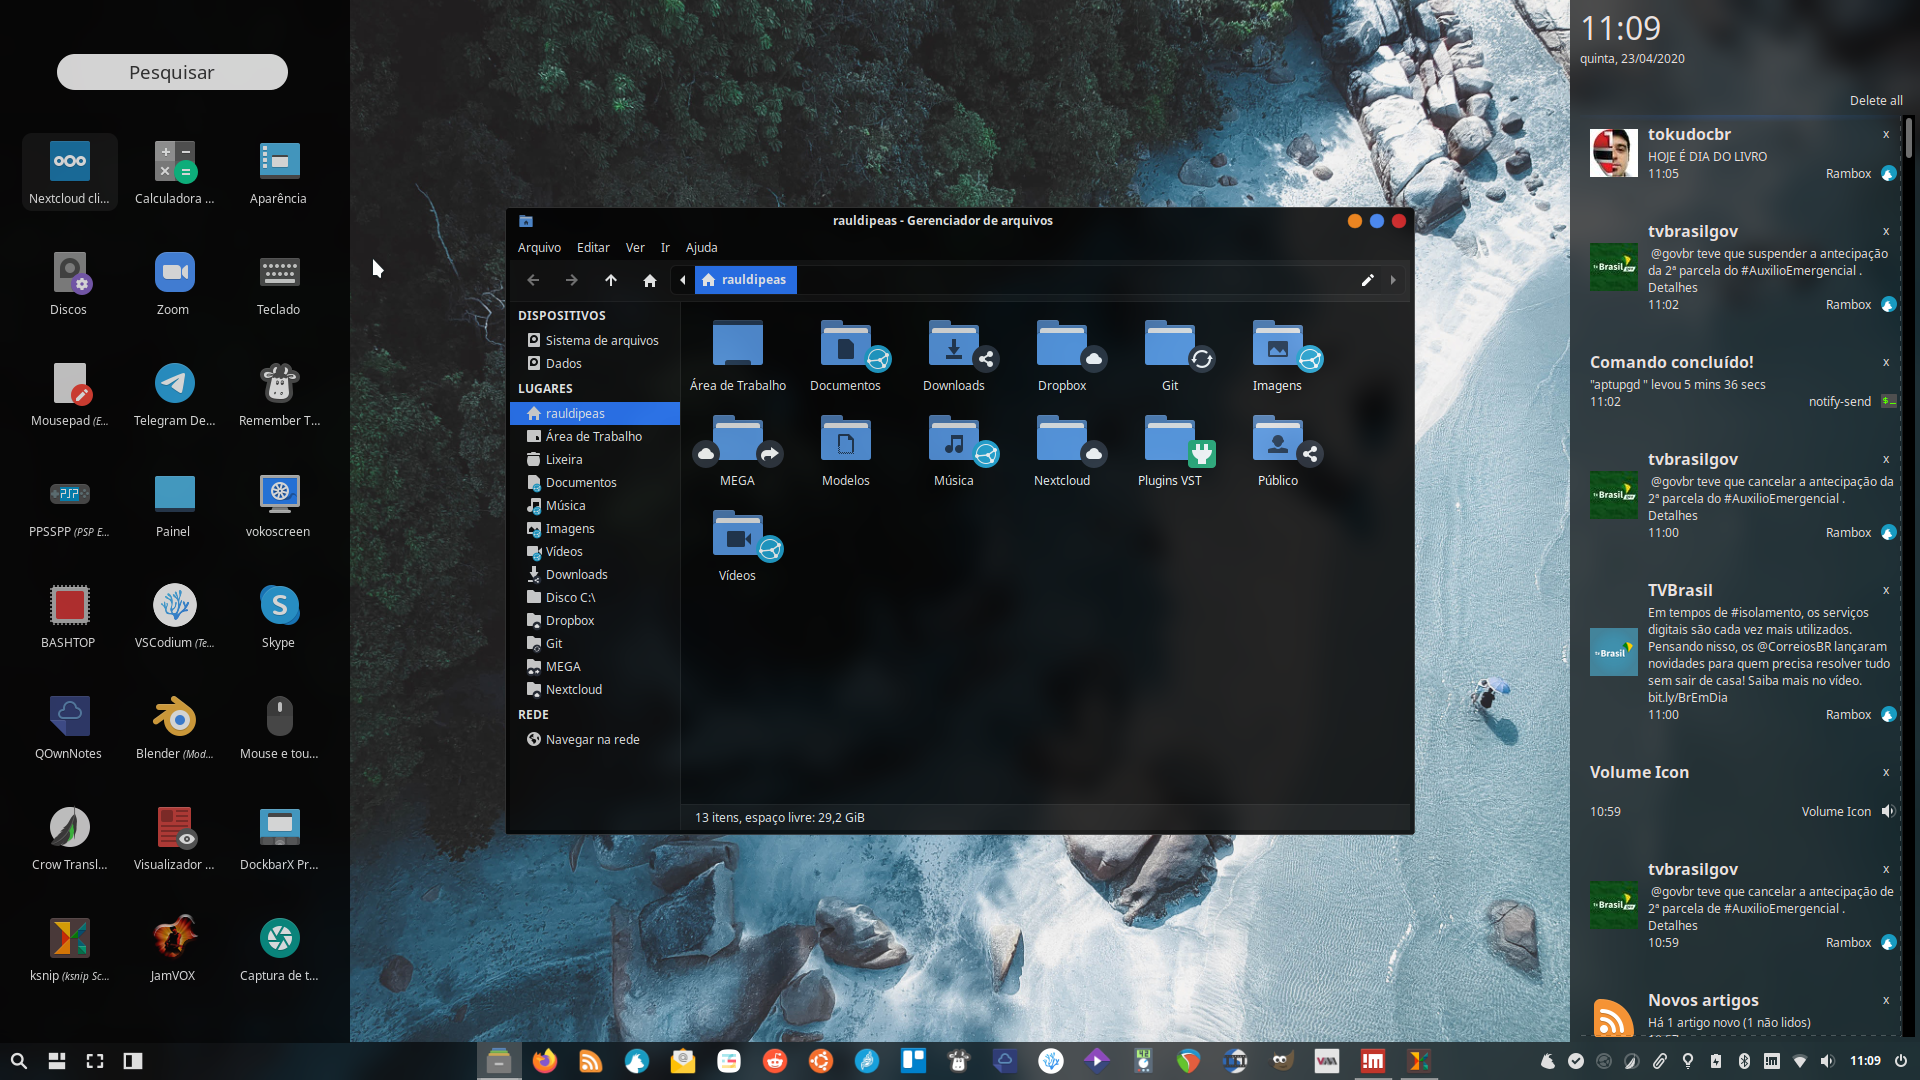 Pesquisar
Nextcloud cli...
Calculadora ...
Aparência
Discos
Zoom
Teclado
Mousepad (E...
Telegram De...
Remember T...
PSP
PPSSPP (PSP E...
Painel
vokoscreen
BASHTOP
VSCodium (Te...
Skype
QOwnNotes
Blender (Mod...
Mouse e tou...
Crow Transl...
Visualizador ...
DockbarX Pr...
ksnip (ksnip Sc...
JamVOX
Captura de t...
rauldipeas - Gerenciador de arquivos
Arquivo Editar Ver Ir Ajuda
rauldipeas
DISPOSITIVOS
Sistema de arquivos
Dados
LUGARES
rauldipeas
Área de Trabalho
Lixeira
Documentos
Música
Imagens
Vídeos
Downloads
Disco C:\
Dropbox
Git
MEGA
Nextcloud
REDE
Navegar na rede
Área de Trabalho
Documentos
Downloads
Dropbox
Git
Imagens
MEGA
Modelos
Música
Nextcloud
Plugins VST
Público
Vídeos
13 itens, espaço livre: 29,2 GiB
11:09
quinta, 23/04/2020
Delete all
tokudocbr x
HOJE É DIA DO LIVRO
11:05 Rambox
tvbrasilgov x
@govbr teve que suspender a antecipação
da 2ª parcela do #AuxilioEmergencial .
Detalhes
11:02 Rambox
Comando concluído! x
"aptupgd " levou 5 mins 36 secs
11:02 notify-send
tvbrasilgov x
@govbr teve que cancelar a antecipação da
2ª parcela do #AuxilioEmergencial .
Detalhes
11:00 Rambox
TVBrasil x
Em tempos de #isolamento, os serviços
digitais são cada vez mais utilizados.
Pensando nisso, os @CorreiosBR lançaram
novidades para quem precisa resolver tudo
sem sair de casa! Saiba mais no vídeo.
bit.ly/BrEmDia
11:00 Rambox
Volume Icon x
10:59 Volume Icon
tvbrasilgov x
@govbr teve que cancelar a antecipação de
2ª parcela de #AuxilioEmergencial .
Detalhes
10:59 Rambox
Novos artigos x
Há 1 artigo novo (1 não lidos)
11:09